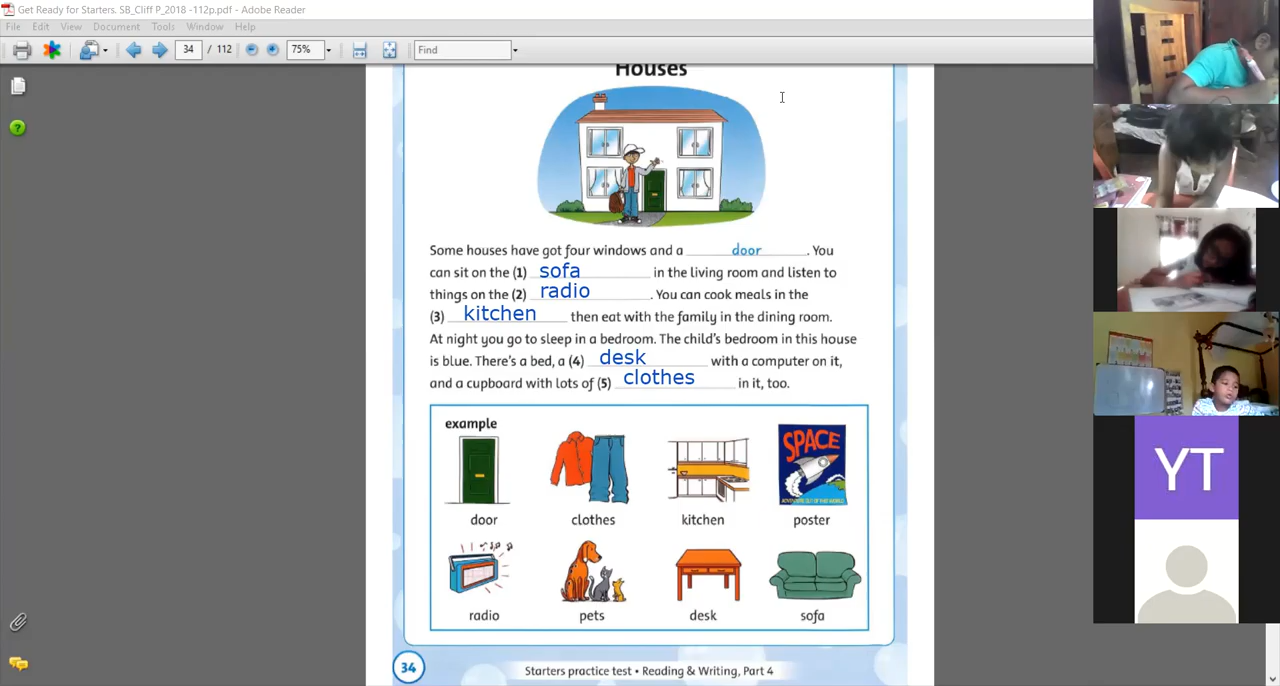 Get Ready for Starters. SB_Cliff P_2018 -112p.pdf - Adobe Reader
File Edit View Document Tools Window Help
34 / 112 75% Find
Houses
Some houses have got four windows and a door. You
can sit on the (1) sofa in the living room and listen to
things on the (2) radio. You can cook meals in the
(3) kitchen then eat with the family in the dining room.
At night you go to sleep in a bedroom. The child's bedroom in this house
is blue. There's a bed, a (4) desk with a computer on it,
and a cupboard with lots of (5) clothes in it, too.
example
SPACE
ADVENTURE OUT OF THIS WORLD
door clothes kitchen poster
radio pets desk sofa
34 Starters practice test • Reading & Writing, Part 4
YT